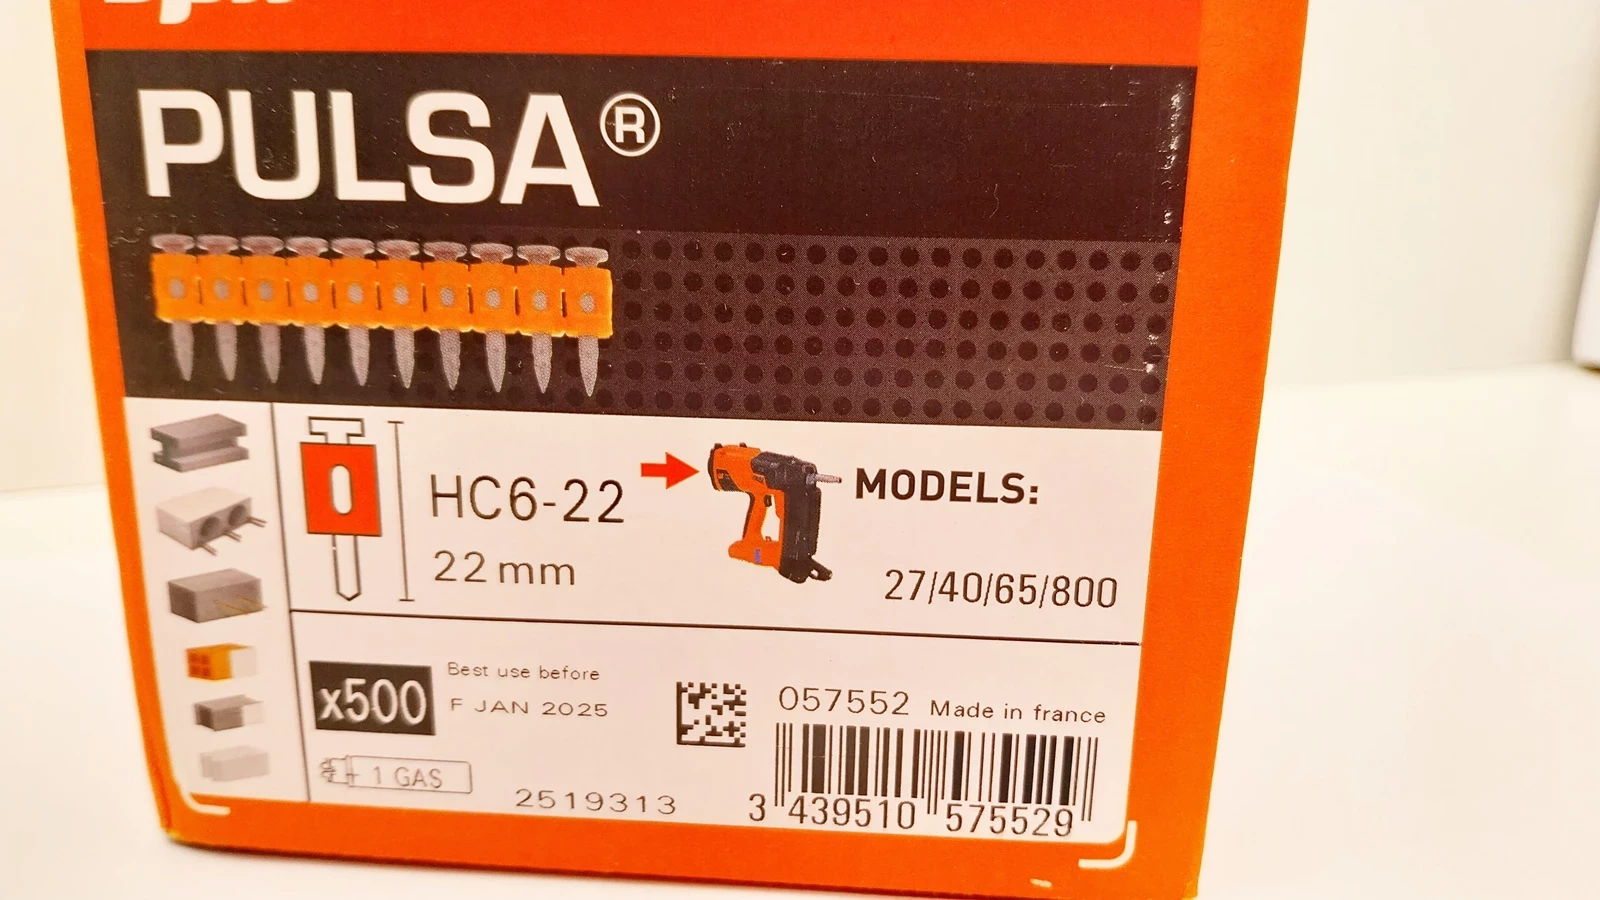 PULSA®
HC6-22
22 mm
MODELS:
27/40/65/800
x500
Best use before
F JAN 2025
1 GAS
2519313
057552 Made in france
3 439510 575529